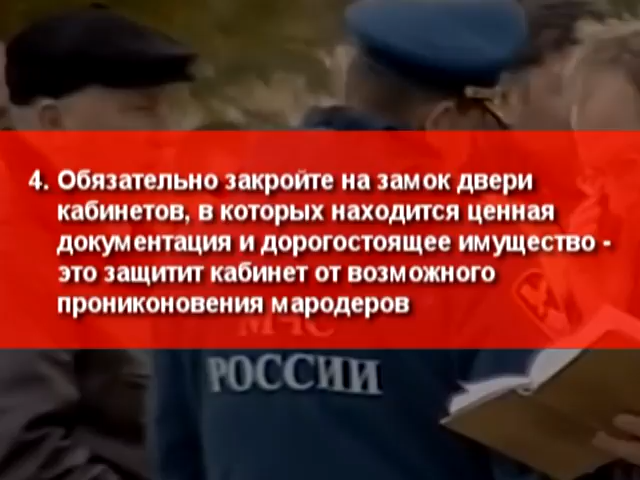 4. Обязательно закройте на замок двери
кабинетов, в которых находится ценная
документация и дорогостоящее имущество -
это защитит кабинет от возможного
прониконовения мародеров
МЧС
РОССИИ